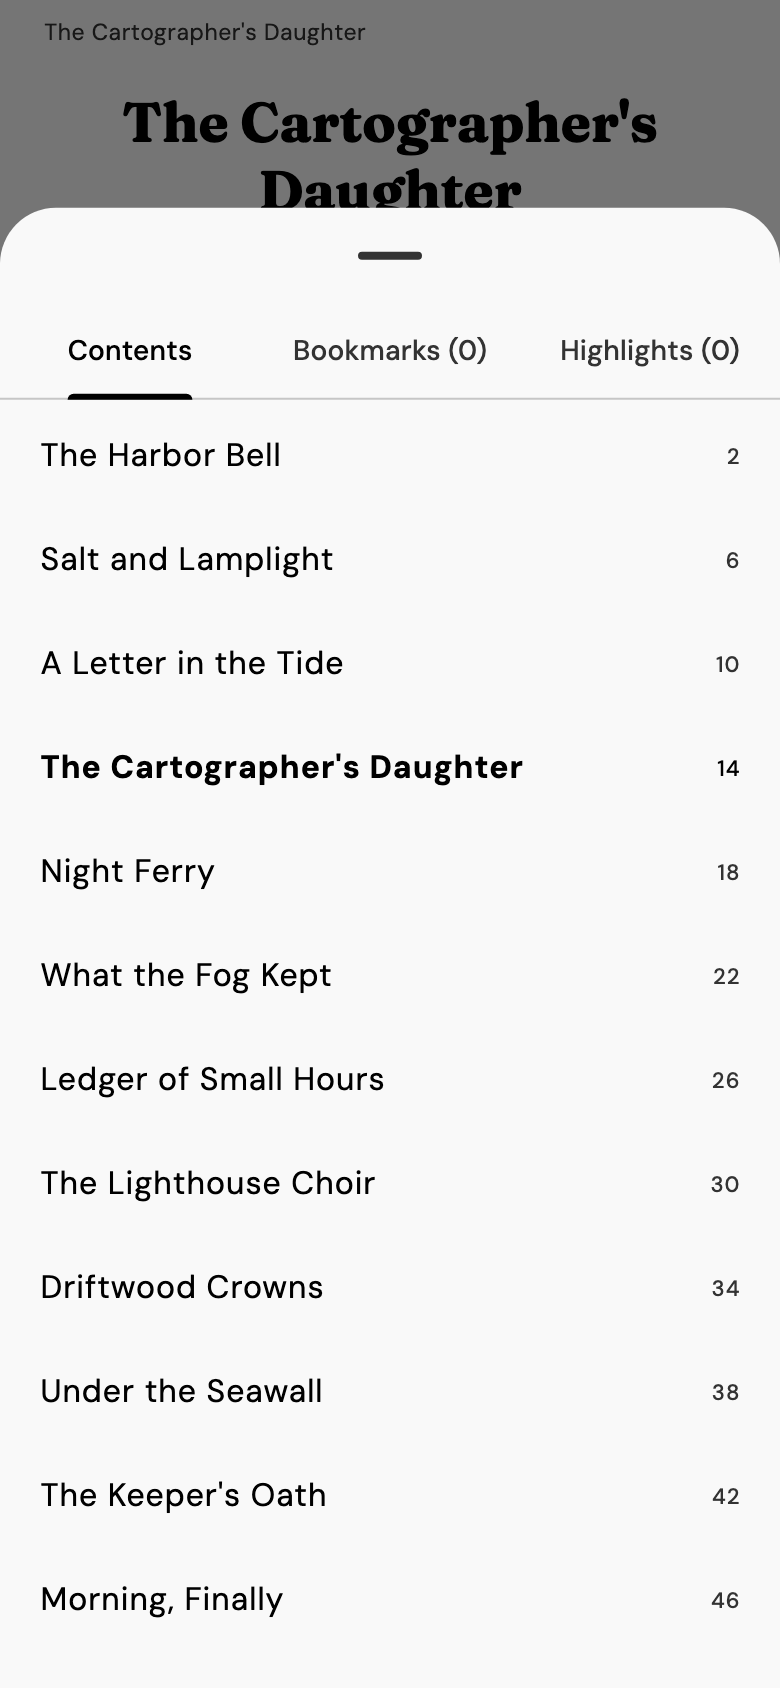 The Cartographer's Daughter
The Cartographer's
Daughter
Contents Bookmarks (0) Highlights (0)
The Harbor Bell 2
Salt and Lamplight 6
A Letter in the Tide 10
The Cartographer's Daughter 14
Night Ferry 18
What the Fog Kept 22
Ledger of Small Hours 26
The Lighthouse Choir 30
Driftwood Crowns 34
Under the Seawall 38
The Keeper's Oath 42
Morning, Finally 46